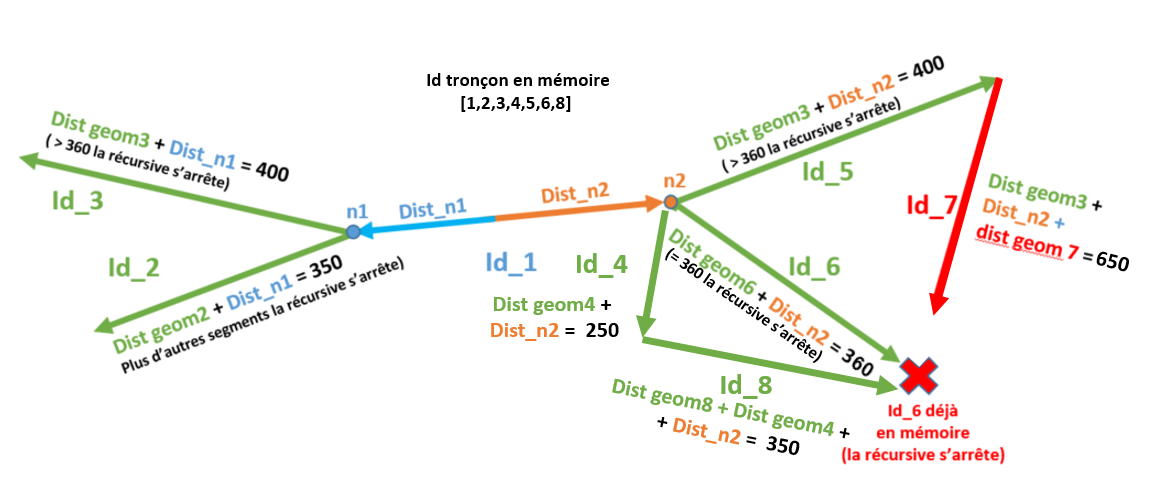 Id tronçon en mémoire
[1,2,3,4,5,6,8]
Dist geom3 + Dist_n1 = 400
( > 360 la récursive s’arrête)
Id_3
n1
Dist_n1
Dist_n2
n2
Id_2
Dist geom2 + Dist_n1 = 350
Plus d’autres segments la récursive s’arrête)
Id_1
Dist geom3 + Dist_n2 = 400
( > 360 la récursive s’arrête)
Id_5
Id_7
Dist geom3 +
Dist_n2 +
dist geom 7 = 650
Id_4
Dist geom4 +
Dist_n2 = 250
Id_6
Dist geom6 + Dist_n2 = 360
(= 360 la récursive s’arrête)
Id_8
Dist geom8 + Dist geom4 +
+ Dist_n2 = 350
Id_6 déjà
en mémoire
(la récursive s’arrête)